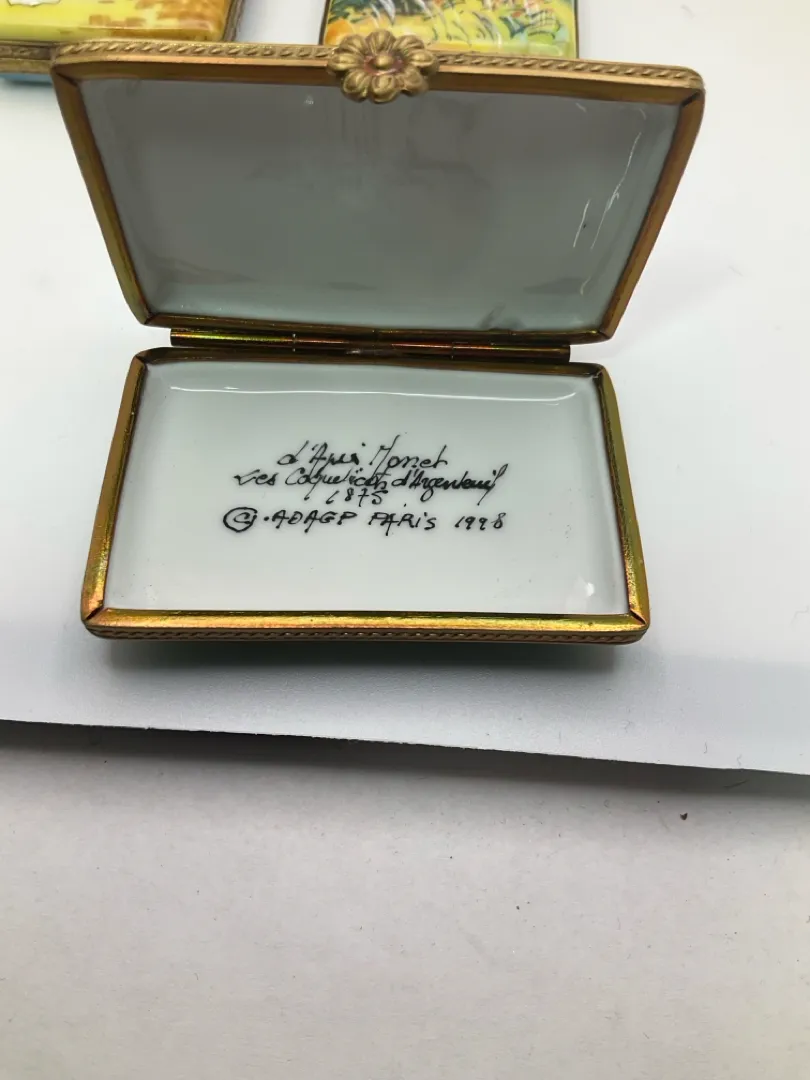 d'Après Monet
Les Coquelicots d'Argenteuil
1875
©.ADAGP PARIS 1998